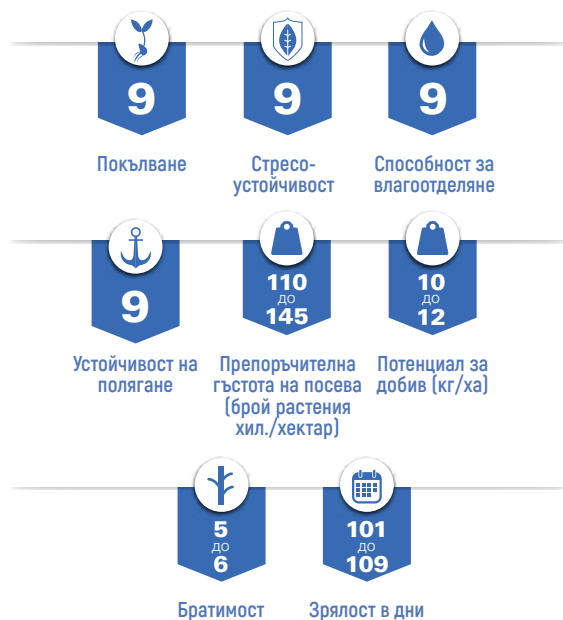 9
9
9
Покълване
Стресо-
устойчивост
Способност за
влагоотделяне
9
110
до
145
10
до
12
Устойчивост на
полягане
Препоръчителна
гъстота на посева
(брой растения
хил./хектар)
Потенциал за
добив (кг/ха)
5
до
6
101
до
109
Братимост
Зрялост в дни